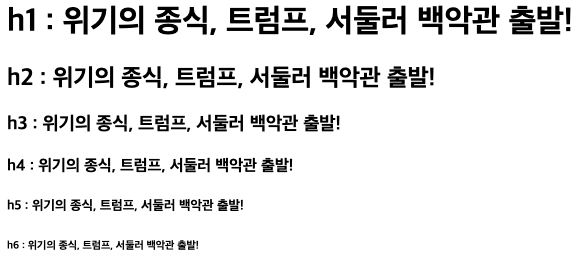 h1 : 위기의 종식, 트럼프, 서둘러 백악관 출발!
h2 : 위기의 종식, 트럼프, 서둘러 백악관 출발!
h3 : 위기의 종식, 트럼프, 서둘러 백악관 출발!
h4 : 위기의 종식, 트럼프, 서둘러 백악관 출발!
h5 : 위기의 종식, 트럼프, 서둘러 백악관 출발!
h6 : 위기의 종식, 트럼프, 서둘러 백악관 출발!